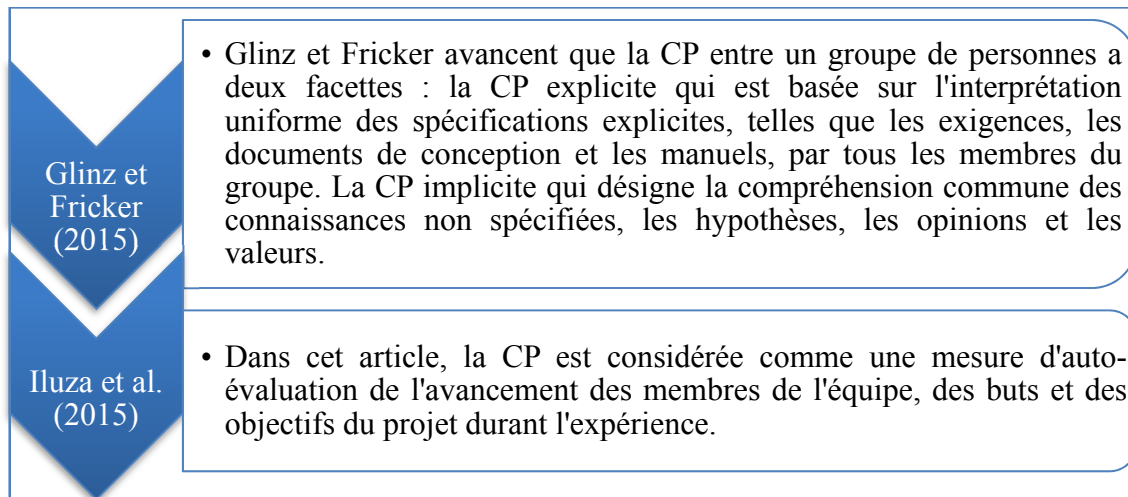 Glinz et
Fricker
(2015)
• Glinz et Fricker avancent que la CP entre un groupe de personnes a
deux facettes : la CP explicite qui est basée sur l'interprétation
uniforme des spécifications explicites, telles que les exigences, les
documents de conception et les manuels, par tous les membres du
groupe. La CP implicite qui désigne la compréhension commune des
connaissances non spécifiées, les hypothèses, les opinions et les
valeurs.
Iluza et al.
(2015)
• Dans cet article, la CP est considérée comme une mesure d'auto-
évaluation de l'avancement des membres de l'équipe, des buts et des
objectifs du projet durant l'expérience.